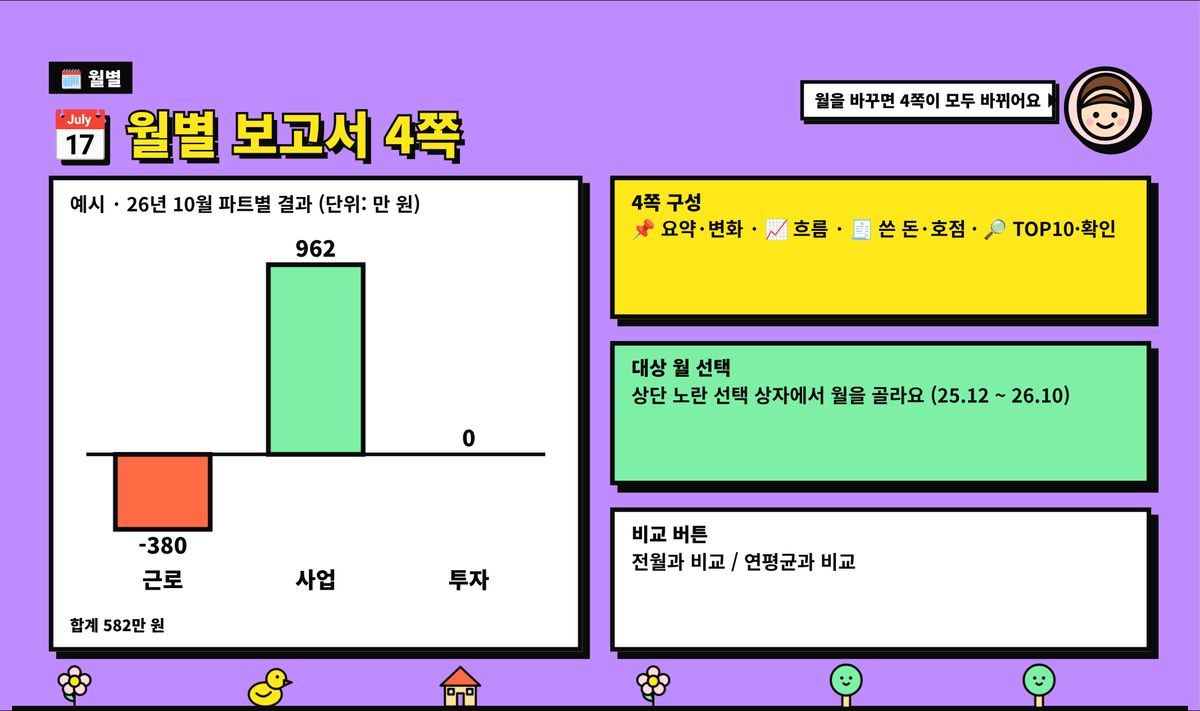 🗓️ 월별
July
17
월별 보고서 4쪽
월을 바꾸면 4쪽이 모두 바뀌어요
예시 · 26년 10월 파트별 결과 (단위: 만 원)
962
0
-380
근로 사업 투자
합계 582만 원
4쪽 구성
📌 요약·변화 · 📈 흐름 · 🧾 쓴 돈·호점 · 🔎 TOP10·확인
대상 월 선택
상단 노란 선택 상자에서 월을 골라요 (25.12 ~ 26.10)
비교 버튼
전월과 비교 / 연평균과 비교